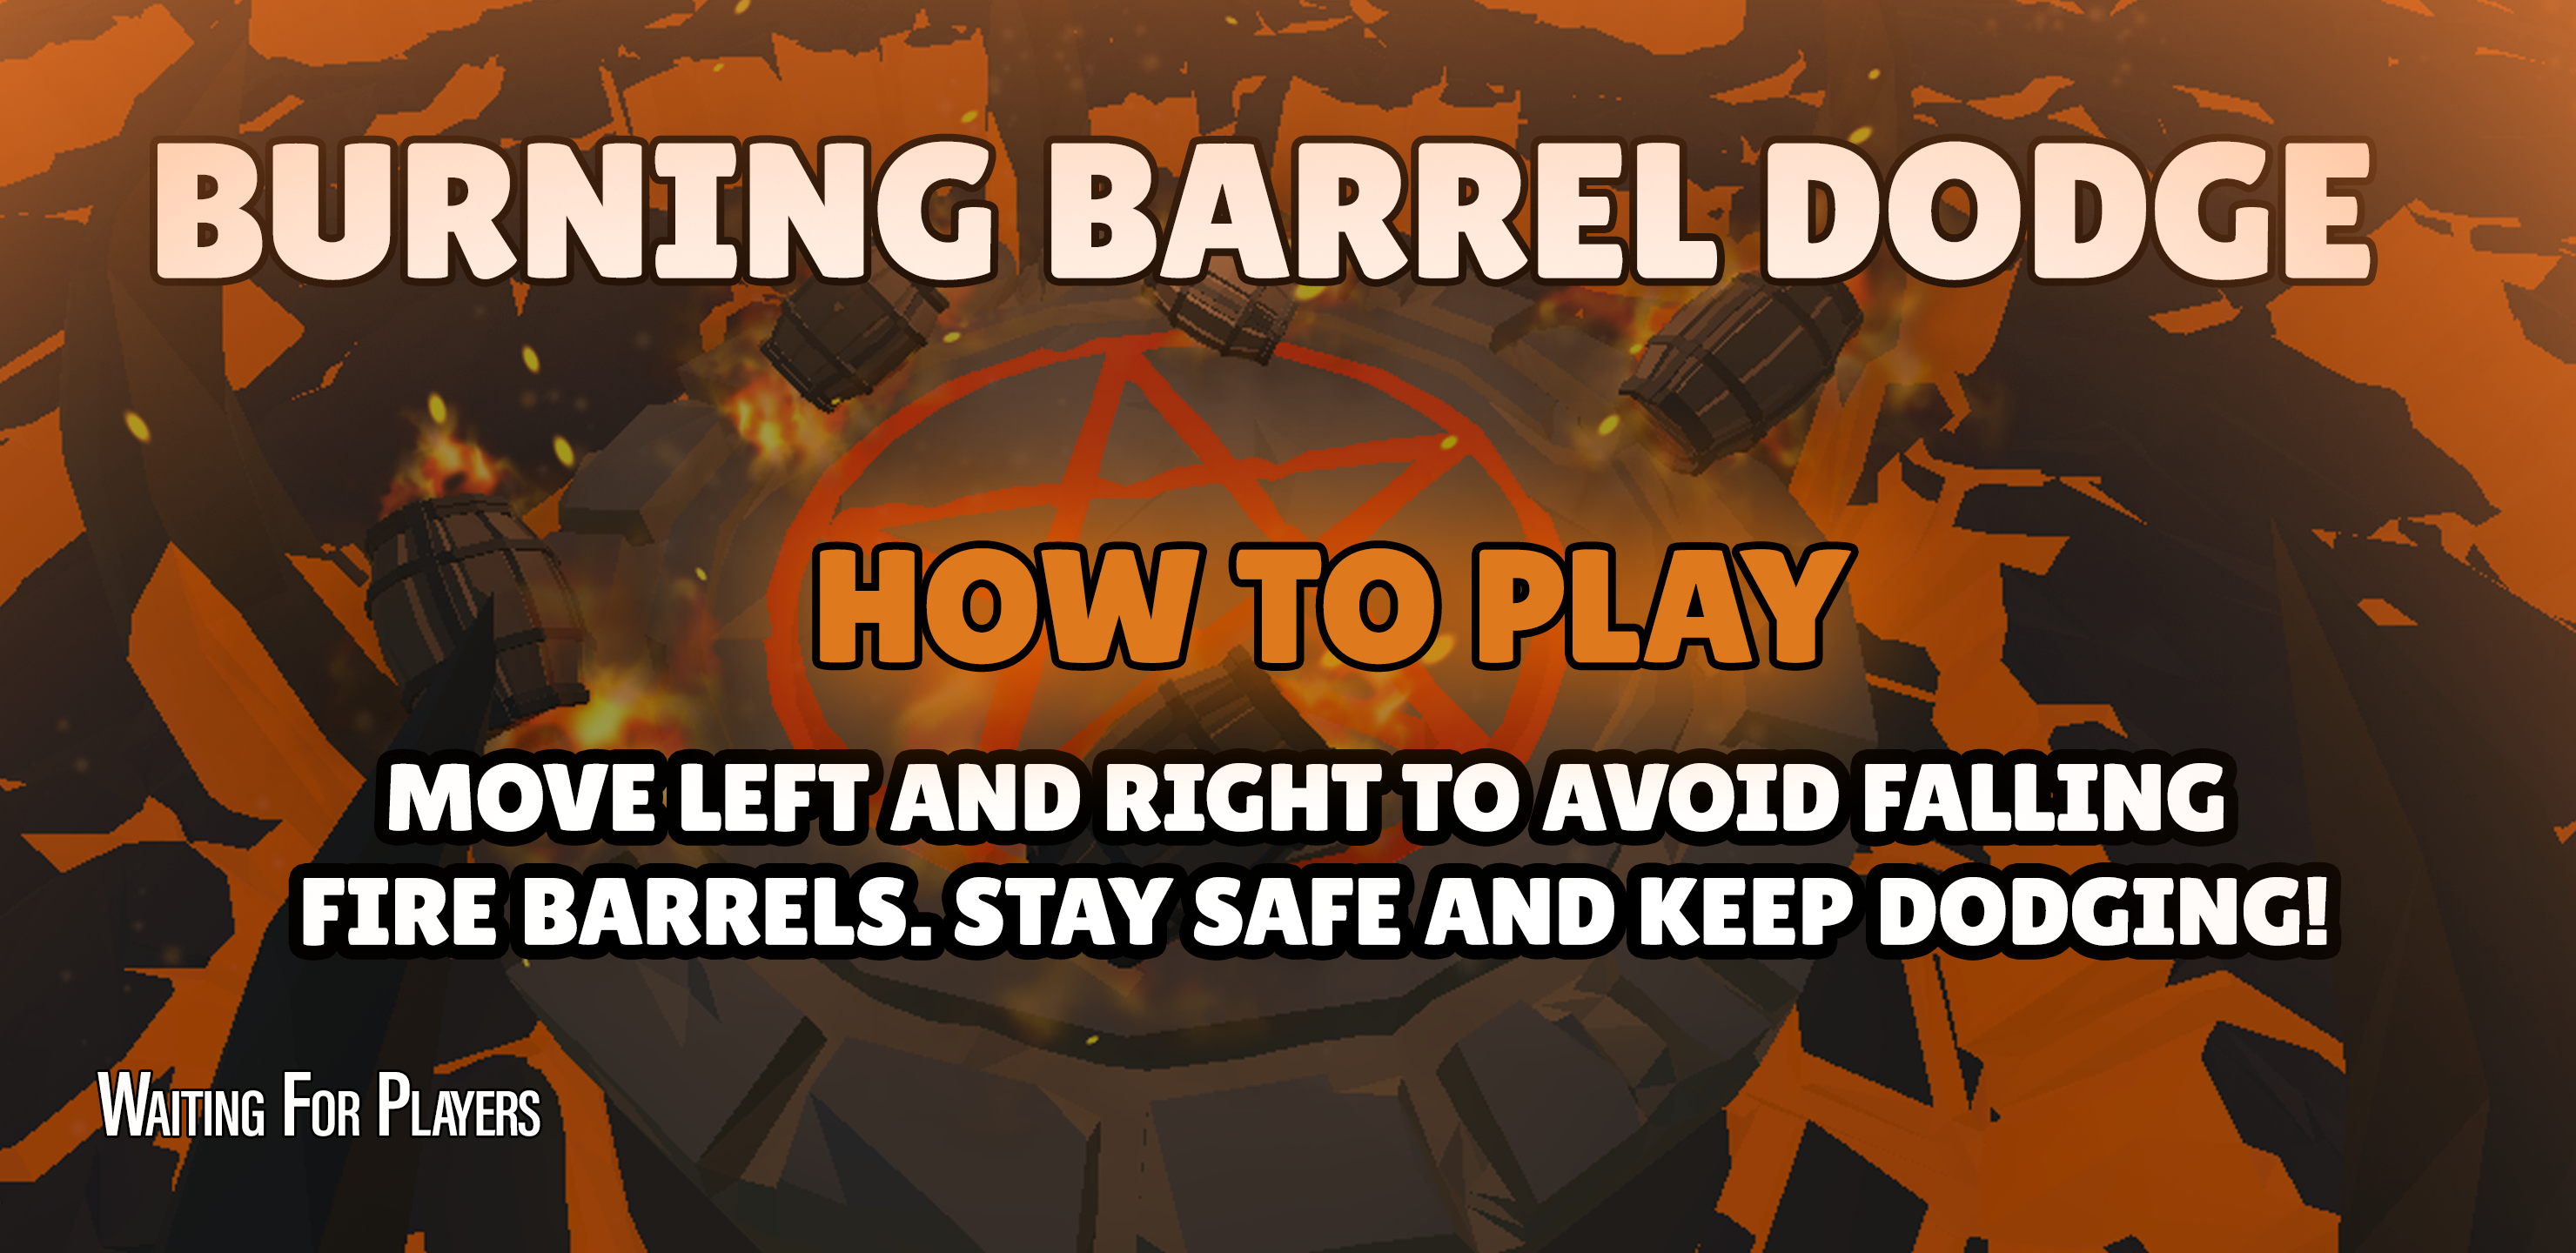 BURNING BARREL DODGE
HOW TO PLAY
MOVE LEFT AND RIGHT TO AVOID FALLING
FIRE BARRELS. STAY SAFE AND KEEP DODGING!
WAITING FOR PLAYERS